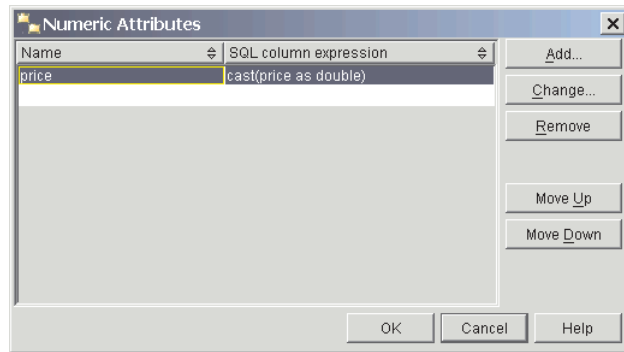 Numeric Attributes
Name SQL column expression Add...
price cast(price as double)
Change...
Remove
Move Up
Move Down
OK Cancel Help